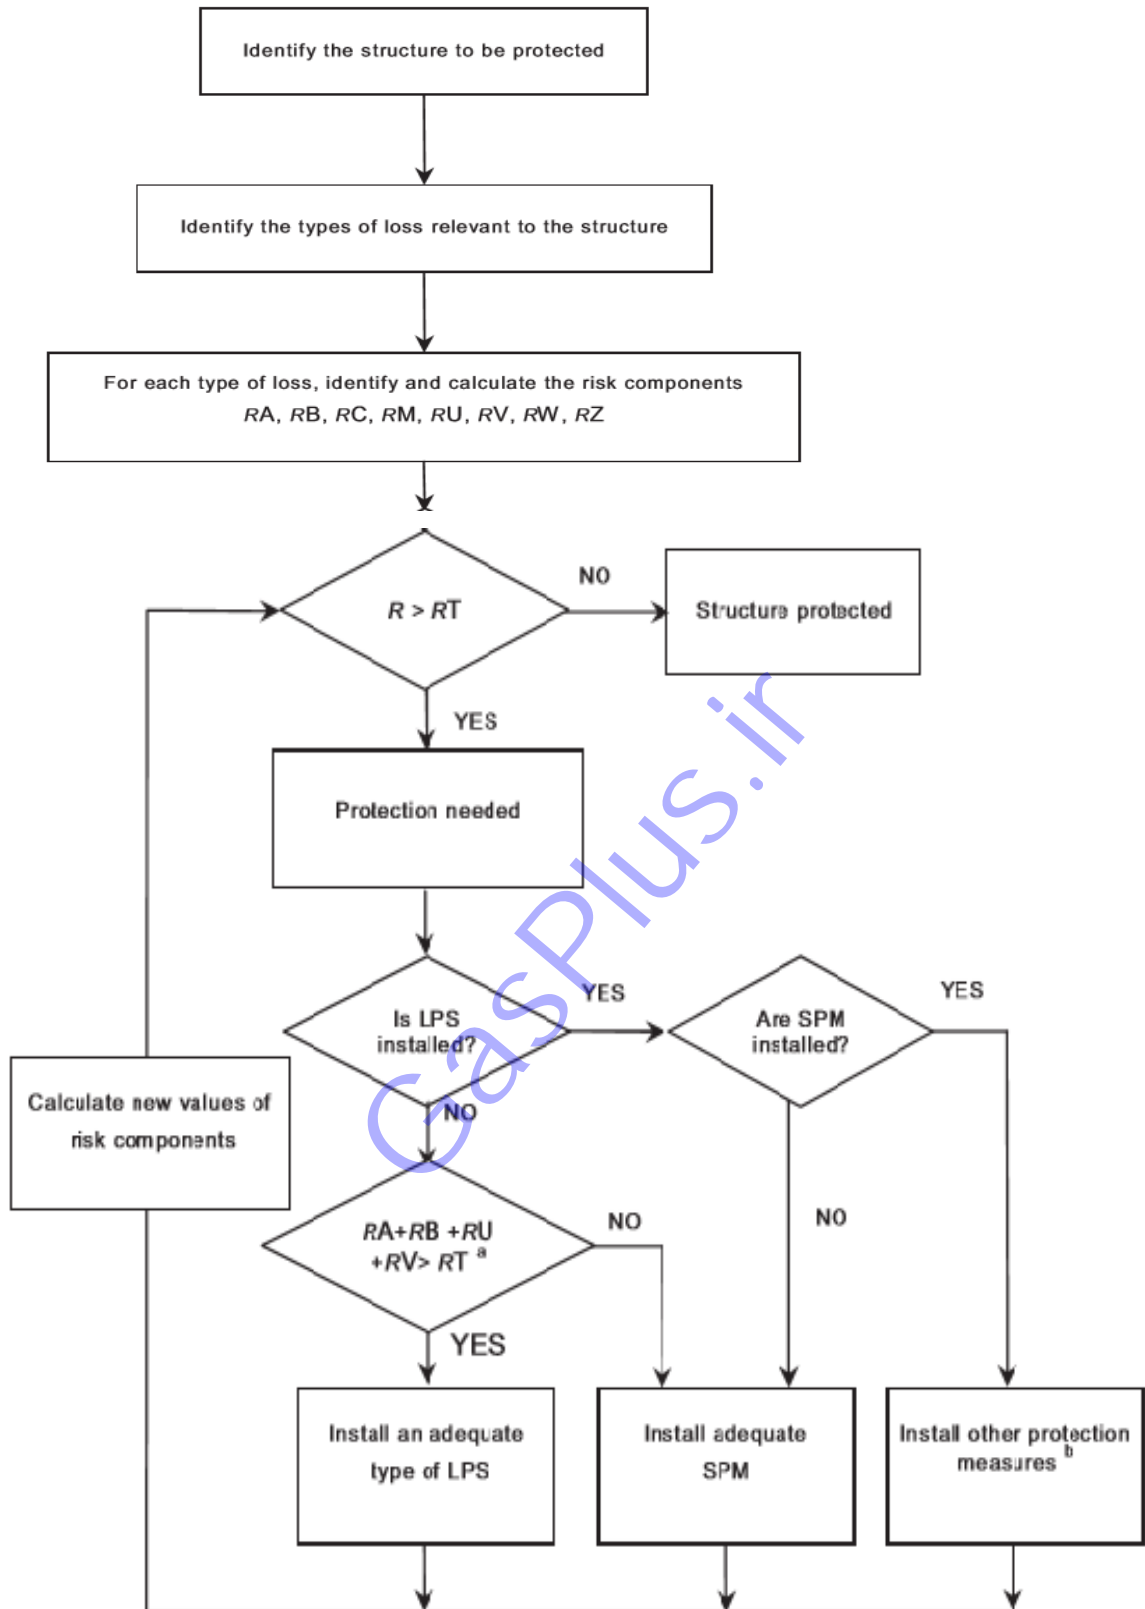 Identify the structure to be protected
Identify the types of loss relevant to the structure
For each type of loss, identify and calculate the risk components
RA, RB, RC, RM, RU, RV, RW, RZ
R > RT
NO
Structure protected
YES
Protection needed
Is LPS
installed?
YES
Are SPM
installed?
YES
NO
Calculate new values of
risk components
RA+RB +RU
+RV> RT a
NO
NO
YES
Install an adequate
type of LPS
Install adequate
SPM
Install other protection
measures b
GasPlus.ir